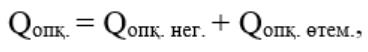 Qопқ. = Qопқ. нег. + Qопқ. өтем.,